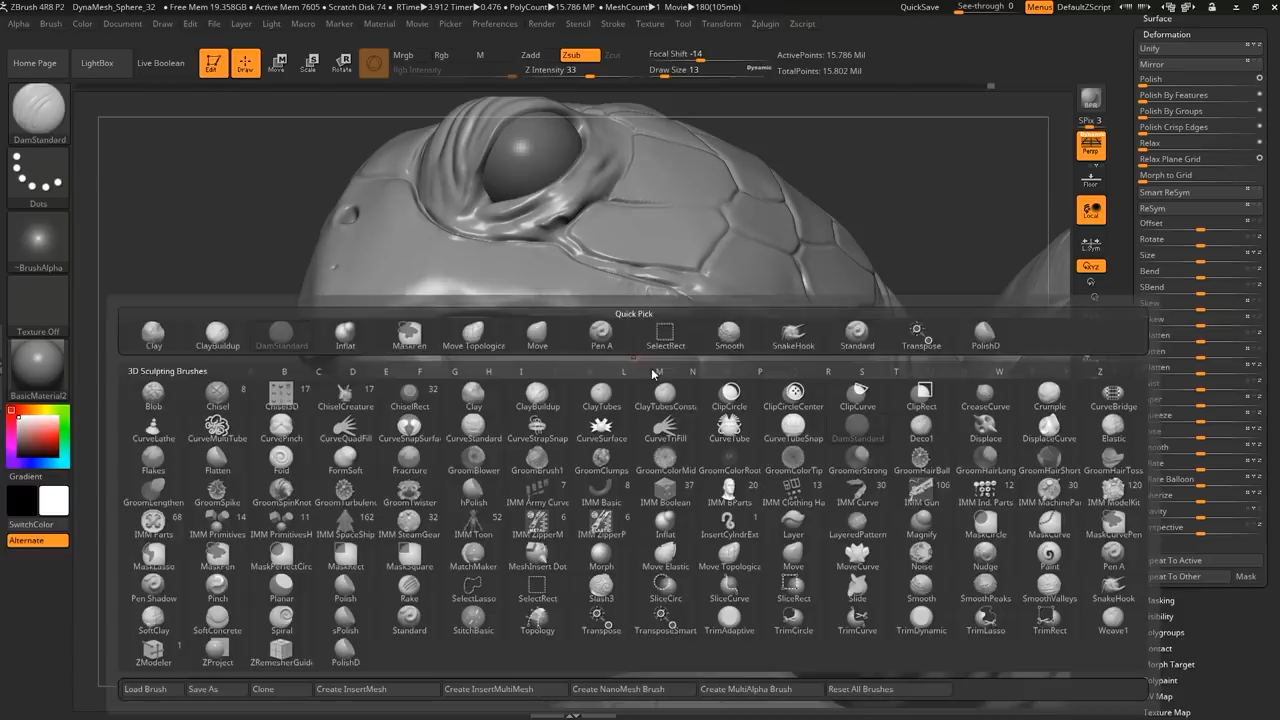 ZBrush 4R8 P2 DynaMesh_Sphere_32 ● Free Mem 19.358GB ● Active Mem 7605 ● Scratch Disk 74 ● RTime▶3.912 Timer▶0.476 ● PolyCount▶15.786 MP ● MeshCount▶1 Movie▶180(105mb) QuickSave See-through 0 Menus DefaultZScript
Alpha Brush Color Document Draw Edit File Layer Light Macro Marker Material Movie Picker Preferences Render Stencil Stroke Texture Tool Transform Zplugin Zscript
Home Page LightBox Live Boolean Edit Draw Move Scale Rotate
Mrgb Rgb M Zadd Zsub Zcut Focal Shift -14 ActivePoints: 15.786 Mil
Rgb Intensity Z Intensity 33 Draw Size 13 Dynamic TotalPoints: 15.802 Mil
DamStandard
Dots
~BrushAlpha
Texture Off
BasicMaterial2
Gradient
SwitchColor
Alternate
BPR
SPix 3
Dynamic
Persp
Floor
Local
L.Sym
XYZ
Surface
Deformation
Unify
Mirror
Polish
Polish By Features
Polish By Groups
Polish Crisp Edges
Relax
Relax Plane Grid
Morph to Grid
Smart ReSym
ReSym
Offset
Rotate
Size
Bend
SBend
Skew
Quick Pick
Clay ClayBuildup DamStandard Inflat MaskPen Move Topologica Move Pen A SelectRect Smooth SnakeHook Standard Transpose PolishD
3D Sculpting Brushes B C D E F G H I L M N P R S T W Z
Blob 8 Chisel 17 Chisel3D 17 ChiselCreature 32 ChiselRect Clay ClayBuildup ClayTubes ClayTubesConst ClipCircle ClipCircleCenter ClipCurve ClipRect CreaseCurve Crumple CurveBridge
CurveLathe CurveMultiTube CurvePinch CurveQuadFill CurveSnapSurfa CurveStandard CurveStrapSnap CurveSurface CurveTriFill CurveTube CurveTubeSnap DamStandard Deco1 Displace DisplaceCurve Elastic
Flakes Flatten Fold FormSoft Fracture GroomBlower GroomBrush1 GroomClumps GroomColorMid GroomColorRoot GroomColorTip GroomerStrong GroomHairBall GroomHairLong GroomHairShort GroomHairToss
GroomLengthen GroomSpike GroomSpinKnot GroomTurbulenc GroomTwister hPolish IMM Army Curve 7 IMM Basic 8 IMM Boolean 37 IMM BParts 20 IMM Clothing Ha 13 IMM Curve 30 IMM Gun 106 IMM Ind. Parts 12 IMM MachinePar 30 IMM ModelKit 120
IMM Parts 68 IMM Primitives 14 IMM PrimitivesH 11 IMM SpaceShip 162 IMM SteamGear 32 IMM Toon 52 IMM ZipperM 6 IMM ZipperP 6 Inflat InsertCylndrExt 1 Layer LayeredPattern Magnify MaskCircle MaskCurve MaskCurvePen
MaskLasso MaskPen MaskPerfectCirc MaskRect MaskSquare MatchMaker MeshInsert Dot Morph Move Elastic Move Topologica Move MoveCurve Noise Nudge Paint Pen A
Pen Shadow Pinch Planar Polish Rake SelectLasso SelectRect Slash3 SliceCirc SliceCurve SliceRect Slide Smooth SmoothPeaks SmoothValleys SnakeHook
SoftClay SoftConcrete Spiral sPolish Standard StitchBasic Topology Transpose TransposeSmart TrimAdaptive TrimCircle TrimCurve TrimDynamic TrimLasso TrimRect Weave1
ZModeler 1 ZProject ZRemesherGuide PolishD
Load Brush Save As Clone Create InsertMesh Create InsertMultiMesh Create NanoMesh Brush Create MultiAlpha Brush Reset All Brushes
Mask